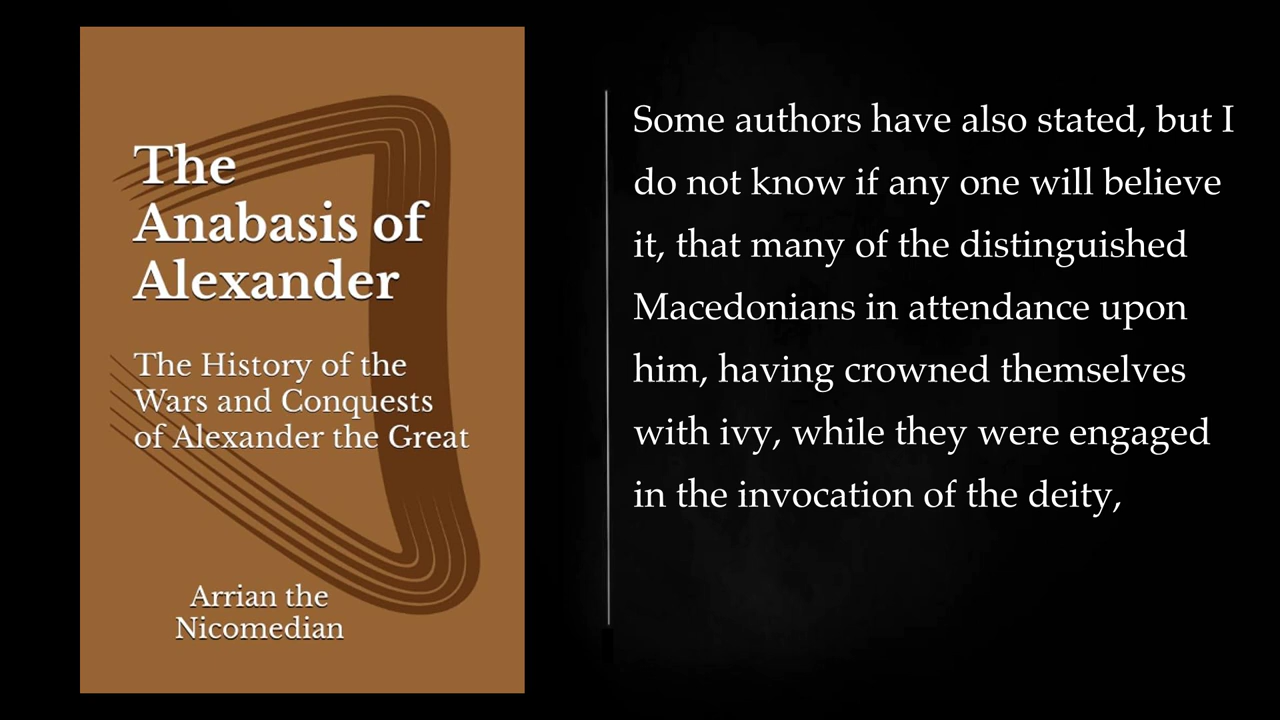 The
Anabasis of
Alexander
The History of the
Wars and Conquests
of Alexander the Great
Arrian the
Nicomedian
Some authors have also stated, but I
do not know if any one will believe
it, that many of the distinguished
Macedonians in attendance upon
him, having crowned themselves
with ivy, while they were engaged
in the invocation of the deity,